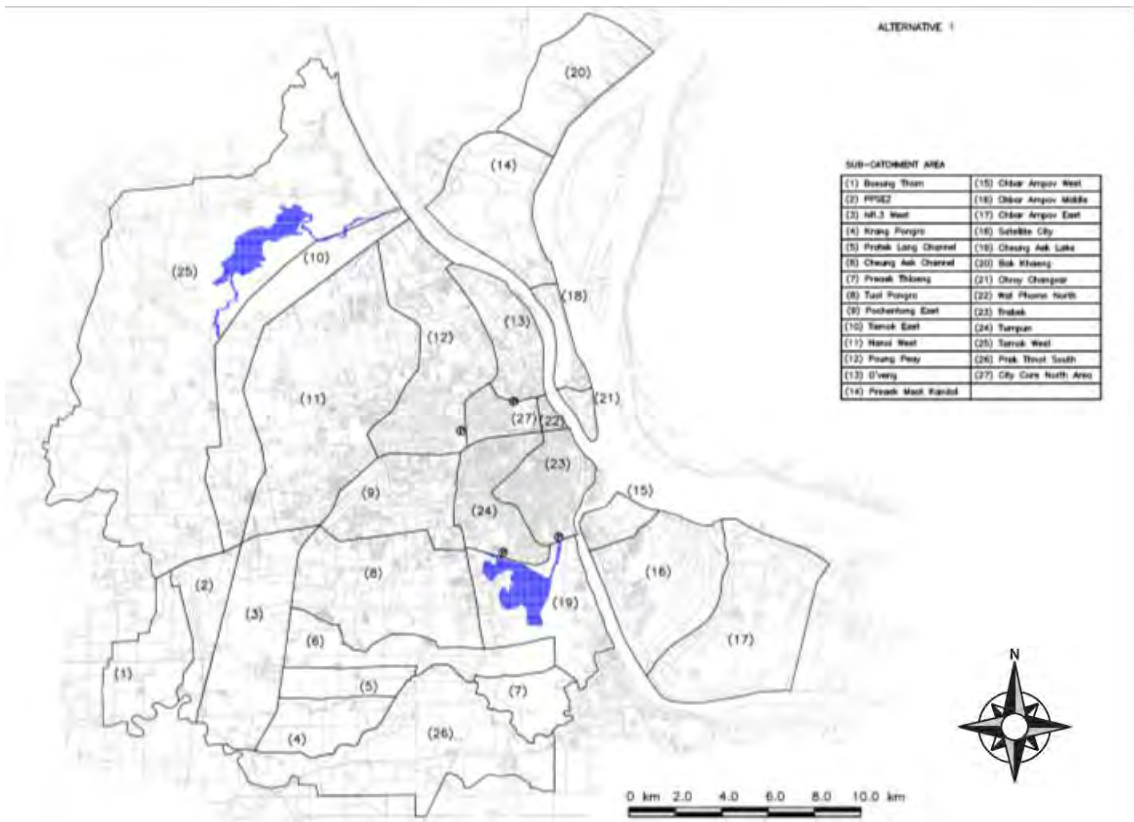 ALTERNATIVE 1
SUB-CATCHMENT AREA
(1) Boeung Thom
(15) Chbar Ampov West
(2) PPSEZ
(16) Chbar Ampov Middle
(3) NR.3 West
(17) Chbar Ampov East
(4) Krang Pongro
(18) Satellite City
(5) Pratek Lang Channel
(19) Cheung Aek Lake
(6) Cheung Aek Channel
(20) Bak Khaeng
(7) Preaek Thloeng
(21) Chroy Changvar
(8) Tuol Pongro
(22) Wat Phomn North
(9) Pochentong East
(23) Trabek
(10) Tamok East
(24) Tumpun
(11) Hanoi West
(25) Tamok West
(12) Poung Peay
(26) Prek Thnot South
(13) O'veng
(27) City Core North Area
(14) Preaek Maot Kandol
(20)
(14)
(10)
(25)
(18)
(13)
(12)
(11)
(21)
(27)
(22)
(23)
(9)
(15)
(24)
(8)
(16)
(2)
(19)
(3)
(6)
(17)
(1)
(5)
(7)
(26)
(4)
N
0 km 2.0 4.0 6.0 8.0 10.0 km